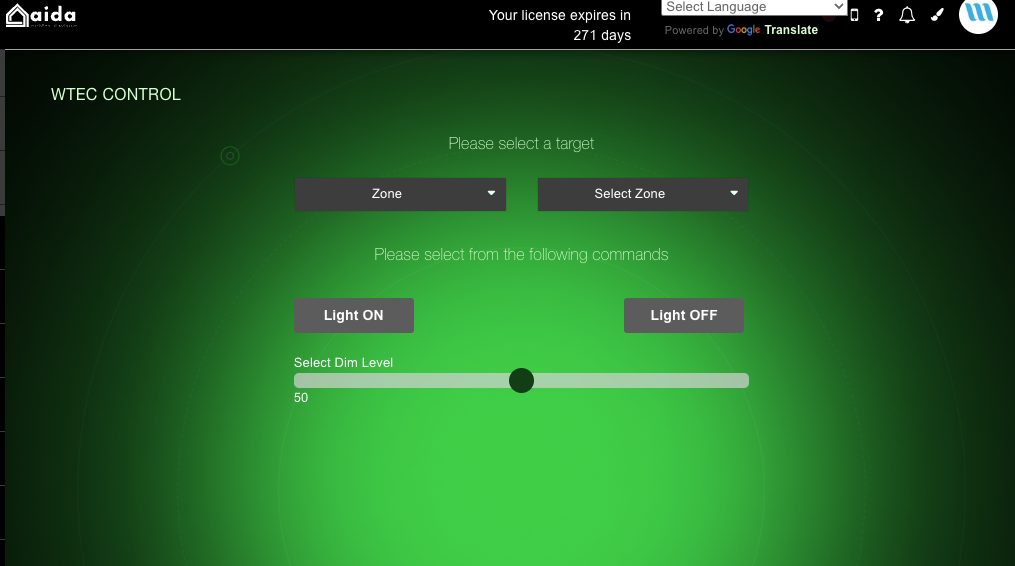 aida
Your license expires in
271 days
Select Language
Powered by Google Translate
?
WTEC CONTROL
Please select a target
Zone
Select Zone
Please select from the following commands
Light ON
Light OFF
Select Dim Level
50